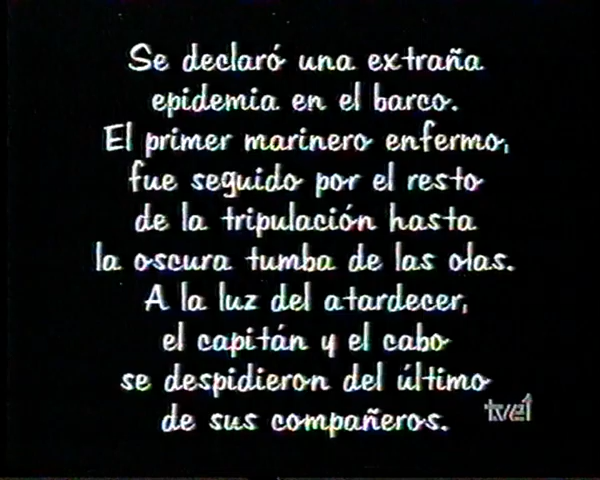 Se declaró una extraña
epidemia en el barco.
El primer marinero enfermo,
fue seguido por el resto
de la tripulación hasta
la oscura tumba de las olas.
A la luz del atardecer,
el capitán y el cabo
se despidieron del último
de sus compañeros.
tve1